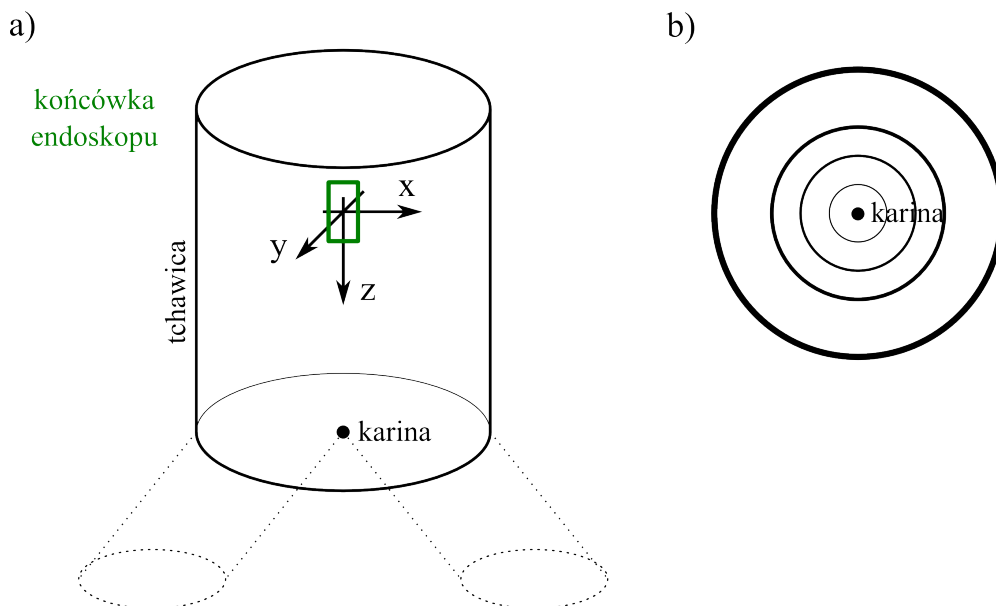 a)
końcówka
endoskopu
x
y
z
tchawica
karina
b)
karina